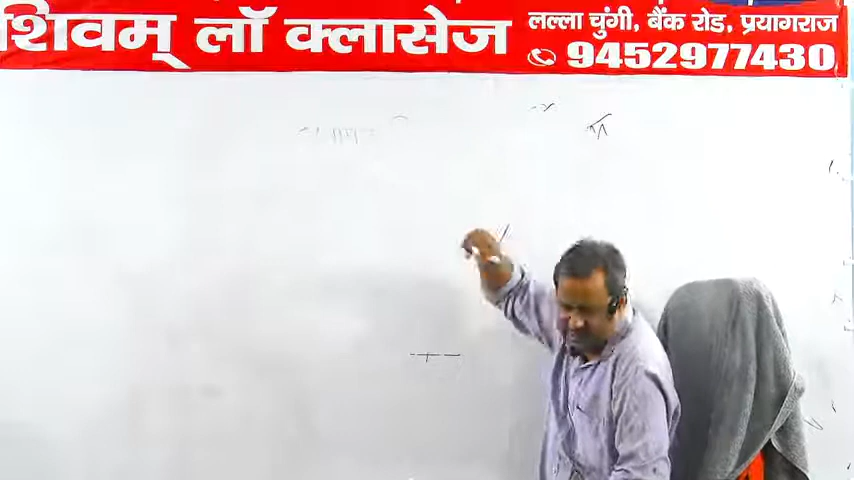 शिवम् लॉ क्लासेज
लल्ला चुंगी, बैंक रोड, प्रयागराज
9452977430